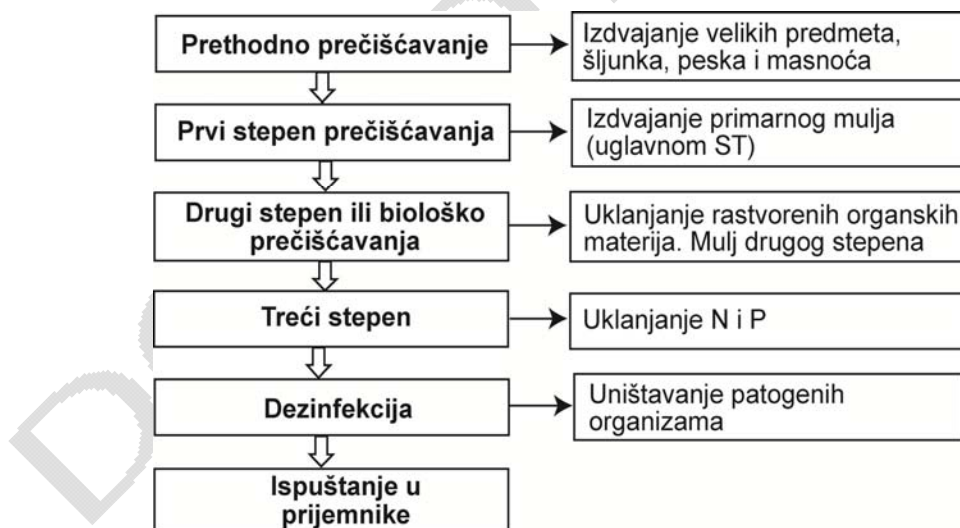 Prethodno prečišćavanje
Izdvajanje velikih predmeta,
šljunka, peska i masnoća
Prvi stepen prečišćavanja
Izdvajanje primarnog mulja
(uglavnom ST)
Drugi stepen ili biološko
prečišćavanja
Uklanjanje rastvorenih organskih
materija. Mulj drugog stepena
Treći stepen
Uklanjanje N i P
Dezinfekcija
Uništavanje patogenih
organizama
Ispuštanje u
prijemnike